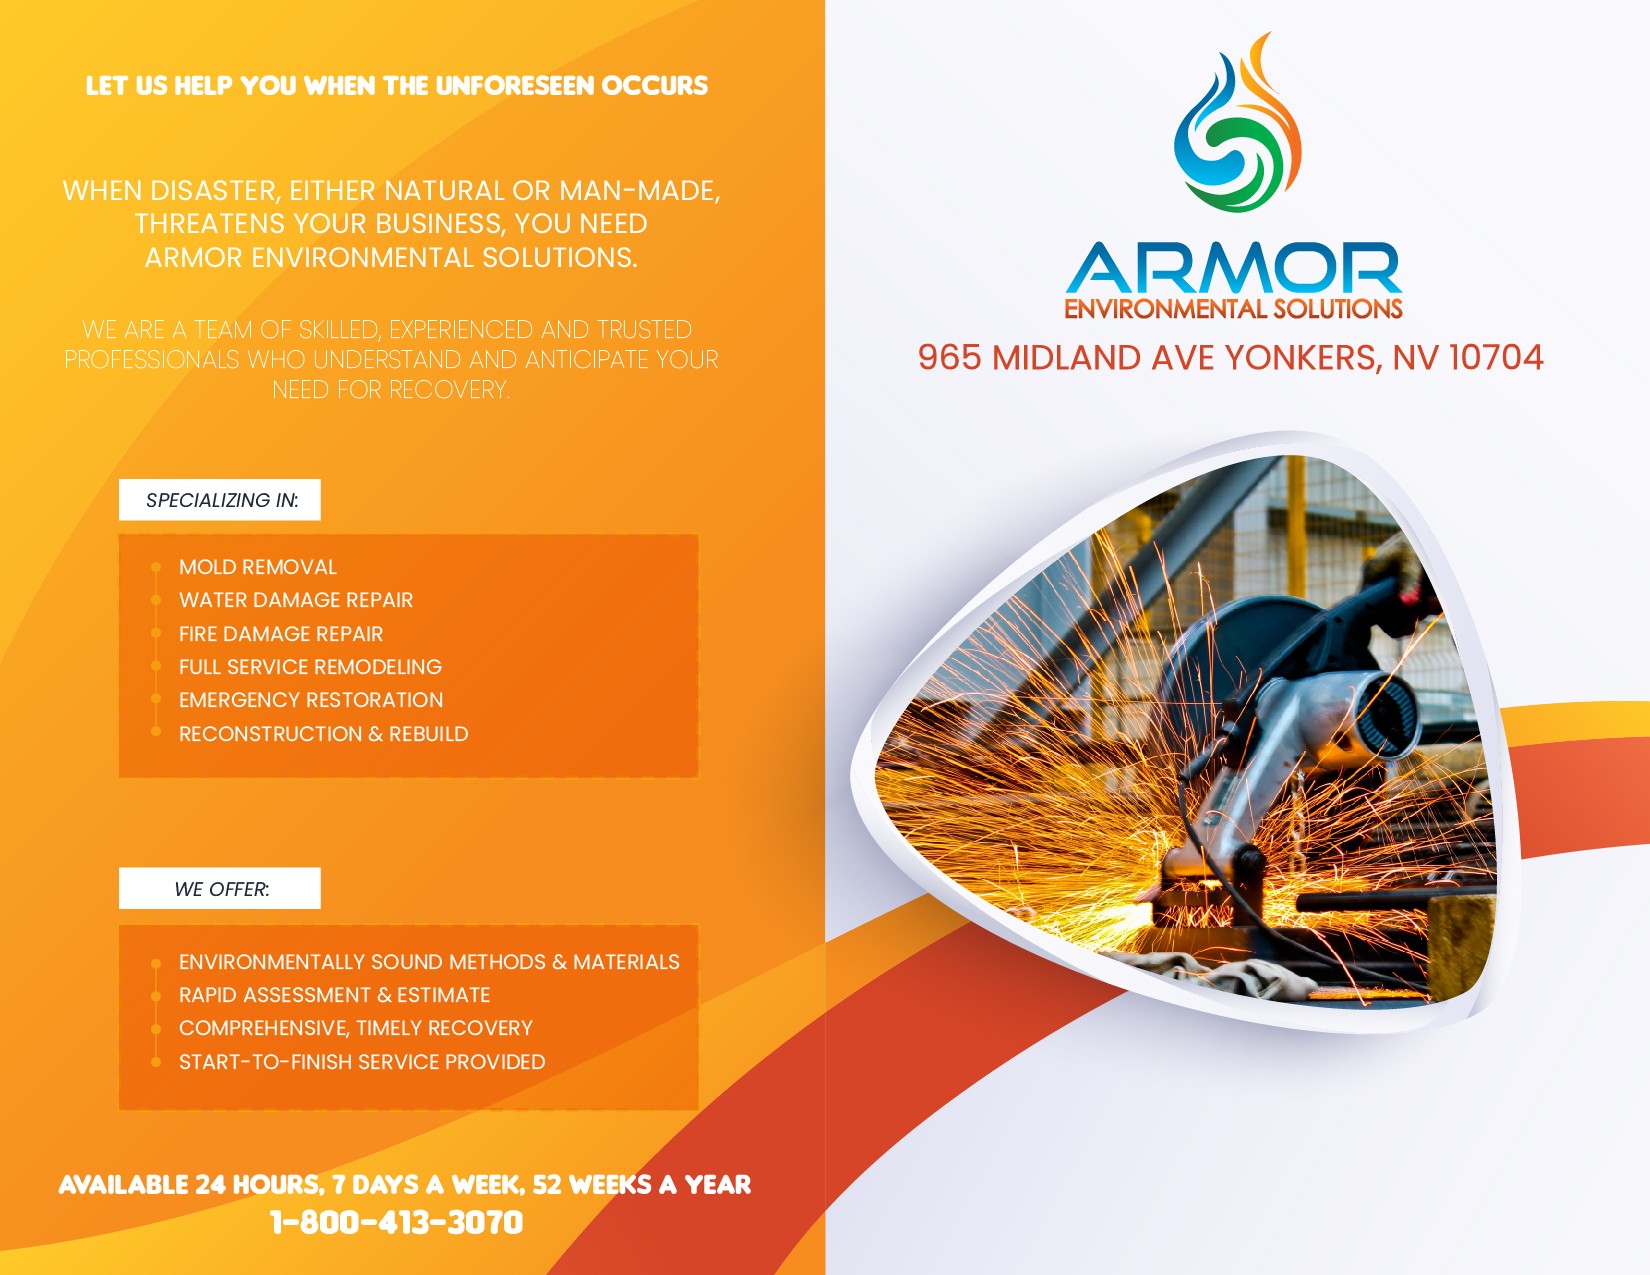 LET US HELP YOU WHEN THE UNFORESEEN OCCURS
WHEN DISASTER, EITHER NATURAL OR MAN-MADE,
THREATENS YOUR BUSINESS, YOU NEED
ARMOR ENVIRONMENTAL SOLUTIONS.
WE ARE A TEAM OF SKILLED, EXPERIENCED AND TRUSTED
PROFESSIONALS WHO UNDERSTAND AND ANTICIPATE YOUR
NEED FOR RECOVERY.
SPECIALIZING IN:
MOLD REMOVAL
WATER DAMAGE REPAIR
FIRE DAMAGE REPAIR
FULL SERVICE REMODELING
EMERGENCY RESTORATION
RECONSTRUCTION & REBUILD
WE OFFER:
ENVIRONMENTALLY SOUND METHODS & MATERIALS
RAPID ASSESSMENT & ESTIMATE
COMPREHENSIVE, TIMELY RECOVERY
START-TO-FINISH SERVICE PROVIDED
AVAILABLE 24 HOURS, 7 DAYS A WEEK, 52 WEEKS A YEAR
1-800-413-3070
ARMOR
ENVIRONMENTAL SOLUTIONS
965 MIDLAND AVE YONKERS, NV 10704